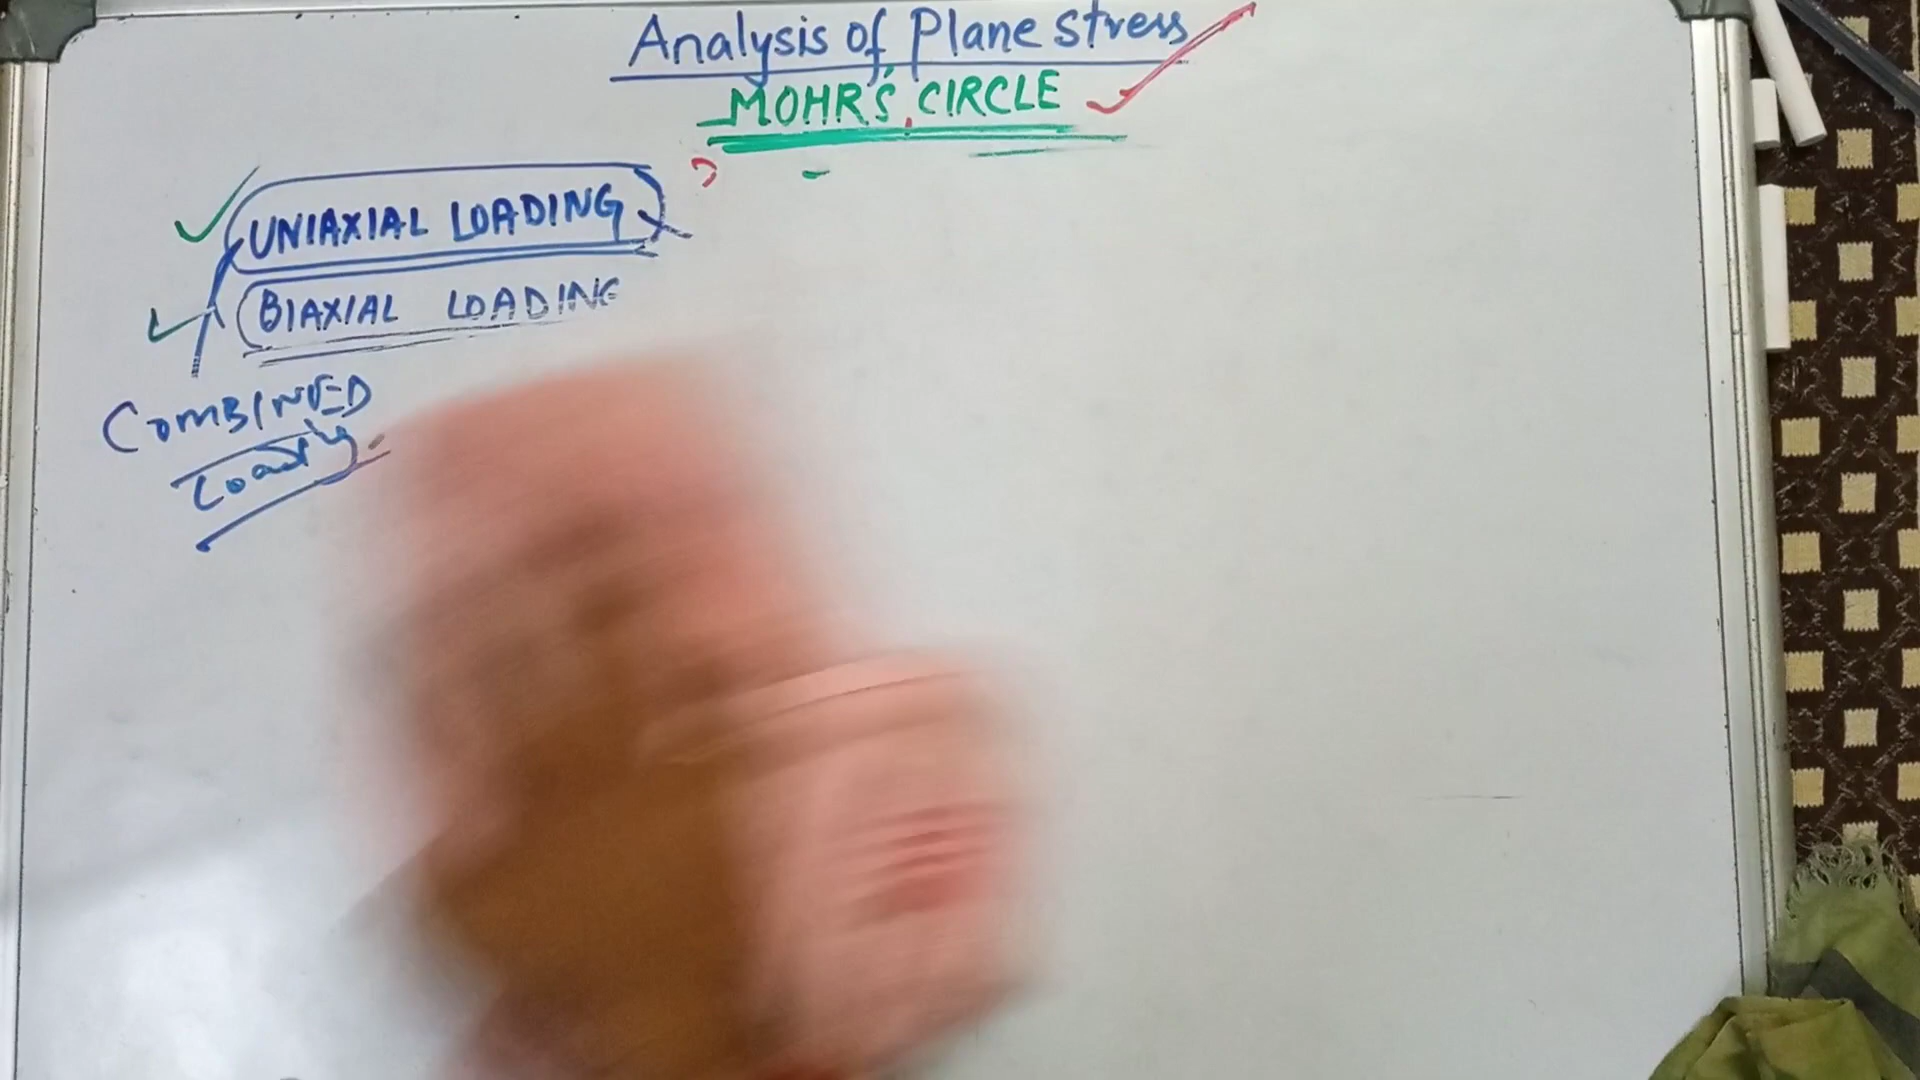 Analysis of Plane stress
MOHR'S CIRCLE
UNIAXIAL LOADING
BIAXIAL LOADING
COMBINED
Loading